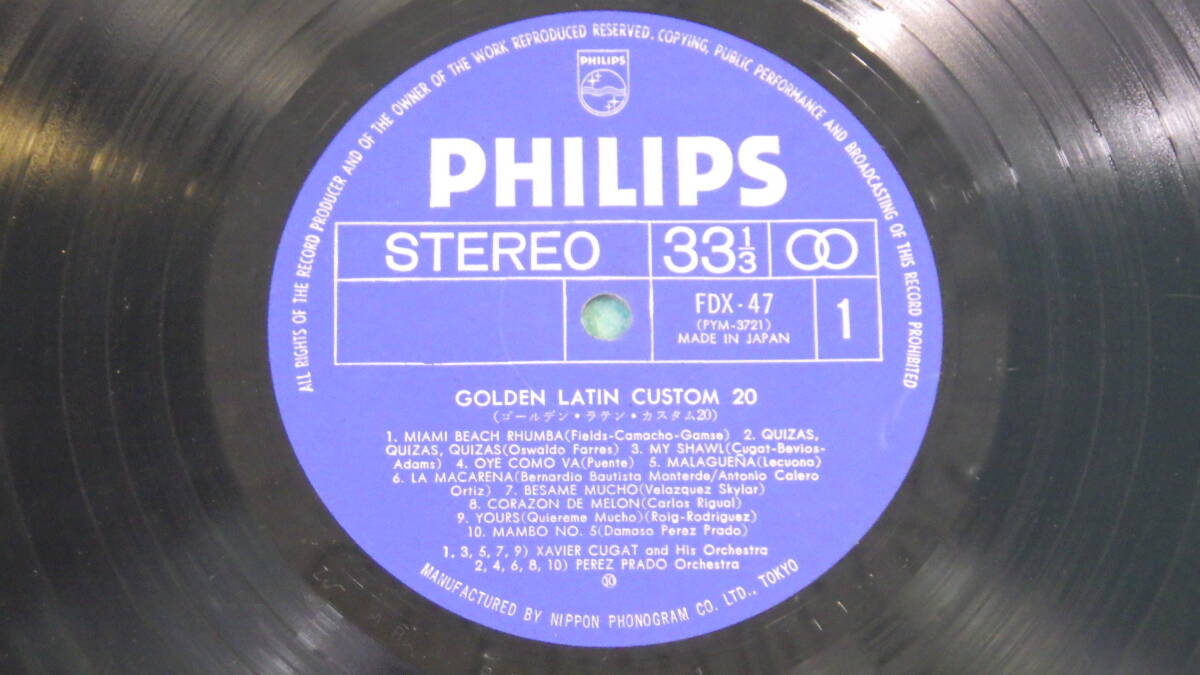 ALL RIGHTS OF THE RECORD PRODUCER AND OF THE OWNER OF THE WORK REPRODUCED RESERVED. COPYING, PUBLIC PERFORMANCE AND BROADCASTING OF THIS RECORD PROHIBITED
PHILIPS
PHILIPS
STEREO 33 1/3
FDX-47
(PYM-3721)
MADE IN JAPAN
1
GOLDEN LATIN CUSTOM 20
(ゴールデン・ラテン・カスタム20)
1. MIAMI BEACH RHUMBA(Fields-Camacho-Gamse) 2. QUIZAS,
QUIZAS, QUIZAS(Oswaldo Farres) 3. MY SHAWL(Cugat-Bevios-
Adams) 4. OYE COMO VA(Puente) 5. MALAGUEÑA(Lecuona)
6. LA MACARENA(Bernardio Bautista Monterde/Antonio Calero
Ortiz) 7. BESAME MUCHO(Velazquez Skylar)
8. CORAZON DE MELON(Carlos Rigual)
9. YOURS(Quiereme Mucho)(Roig-Rodriguez)
10. MAMBO NO. 5(Damaso Perez Prado)
1. 3, 5, 7, 9) XAVIER CUGAT and His Orchestra
2, 4, 6, 8, 10) PEREZ PRADO Orchestra
⑩
MANUFACTURED BY NIPPON PHONOGRAM CO. LTD., TOKYO